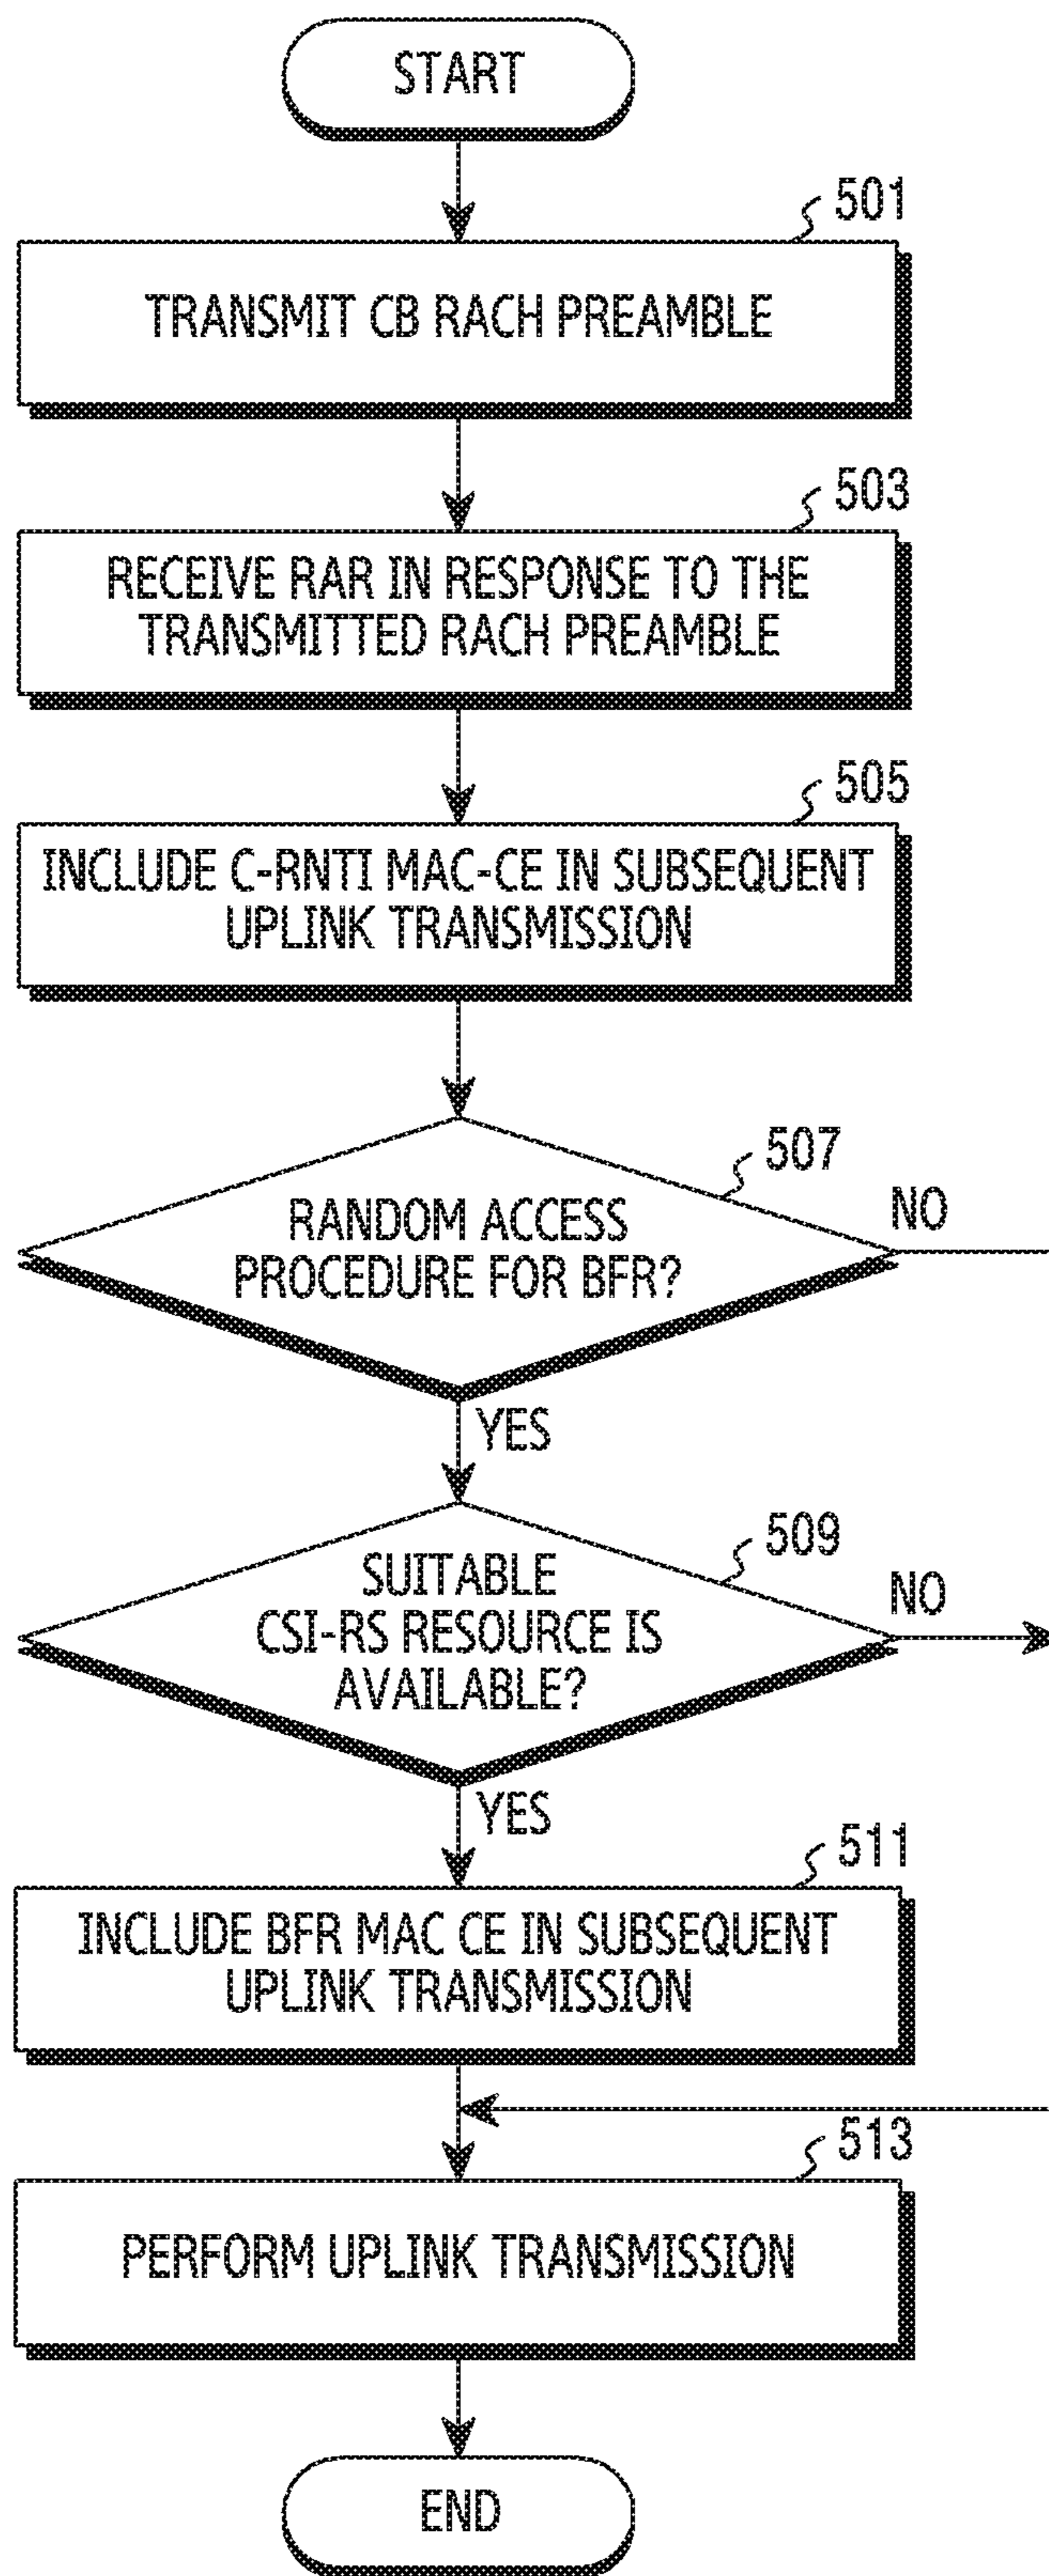 START
501
TRANSMIT CB RACH PREAMBLE
503
RECEIVE RAR IN RESPONSE TO THE
TRANSMITTED RACH PREAMBLE
505
INCLUDE C-RNTI MAC-CE IN SUBSEQUENT
UPLINK TRANSMISSION
507
RANDOM ACCESS
PROCEDURE FOR BFR?
NO
YES
509
SUITABLE
CSI-RS RESOURCE IS
AVAILABLE?
NO
YES
511
INCLUDE BFR MAC CE IN SUBSEQUENT
UPLINK TRANSMISSION
513
PERFORM UPLINK TRANSMISSION
END